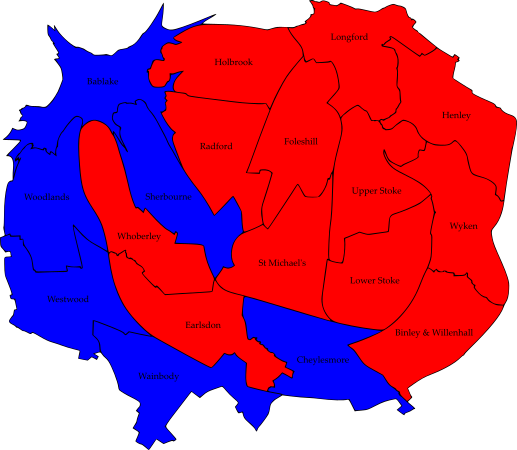 Longford
Holbrook
Bablake
Henley
Radford
Foleshill
Upper Stoke
Woodlands
Sherbourne
Wyken
Whoberley
St Michael's
Lower Stoke
Westwood
Earlsdon
Binley & Willenhall
Cheylesmore
Wainbody